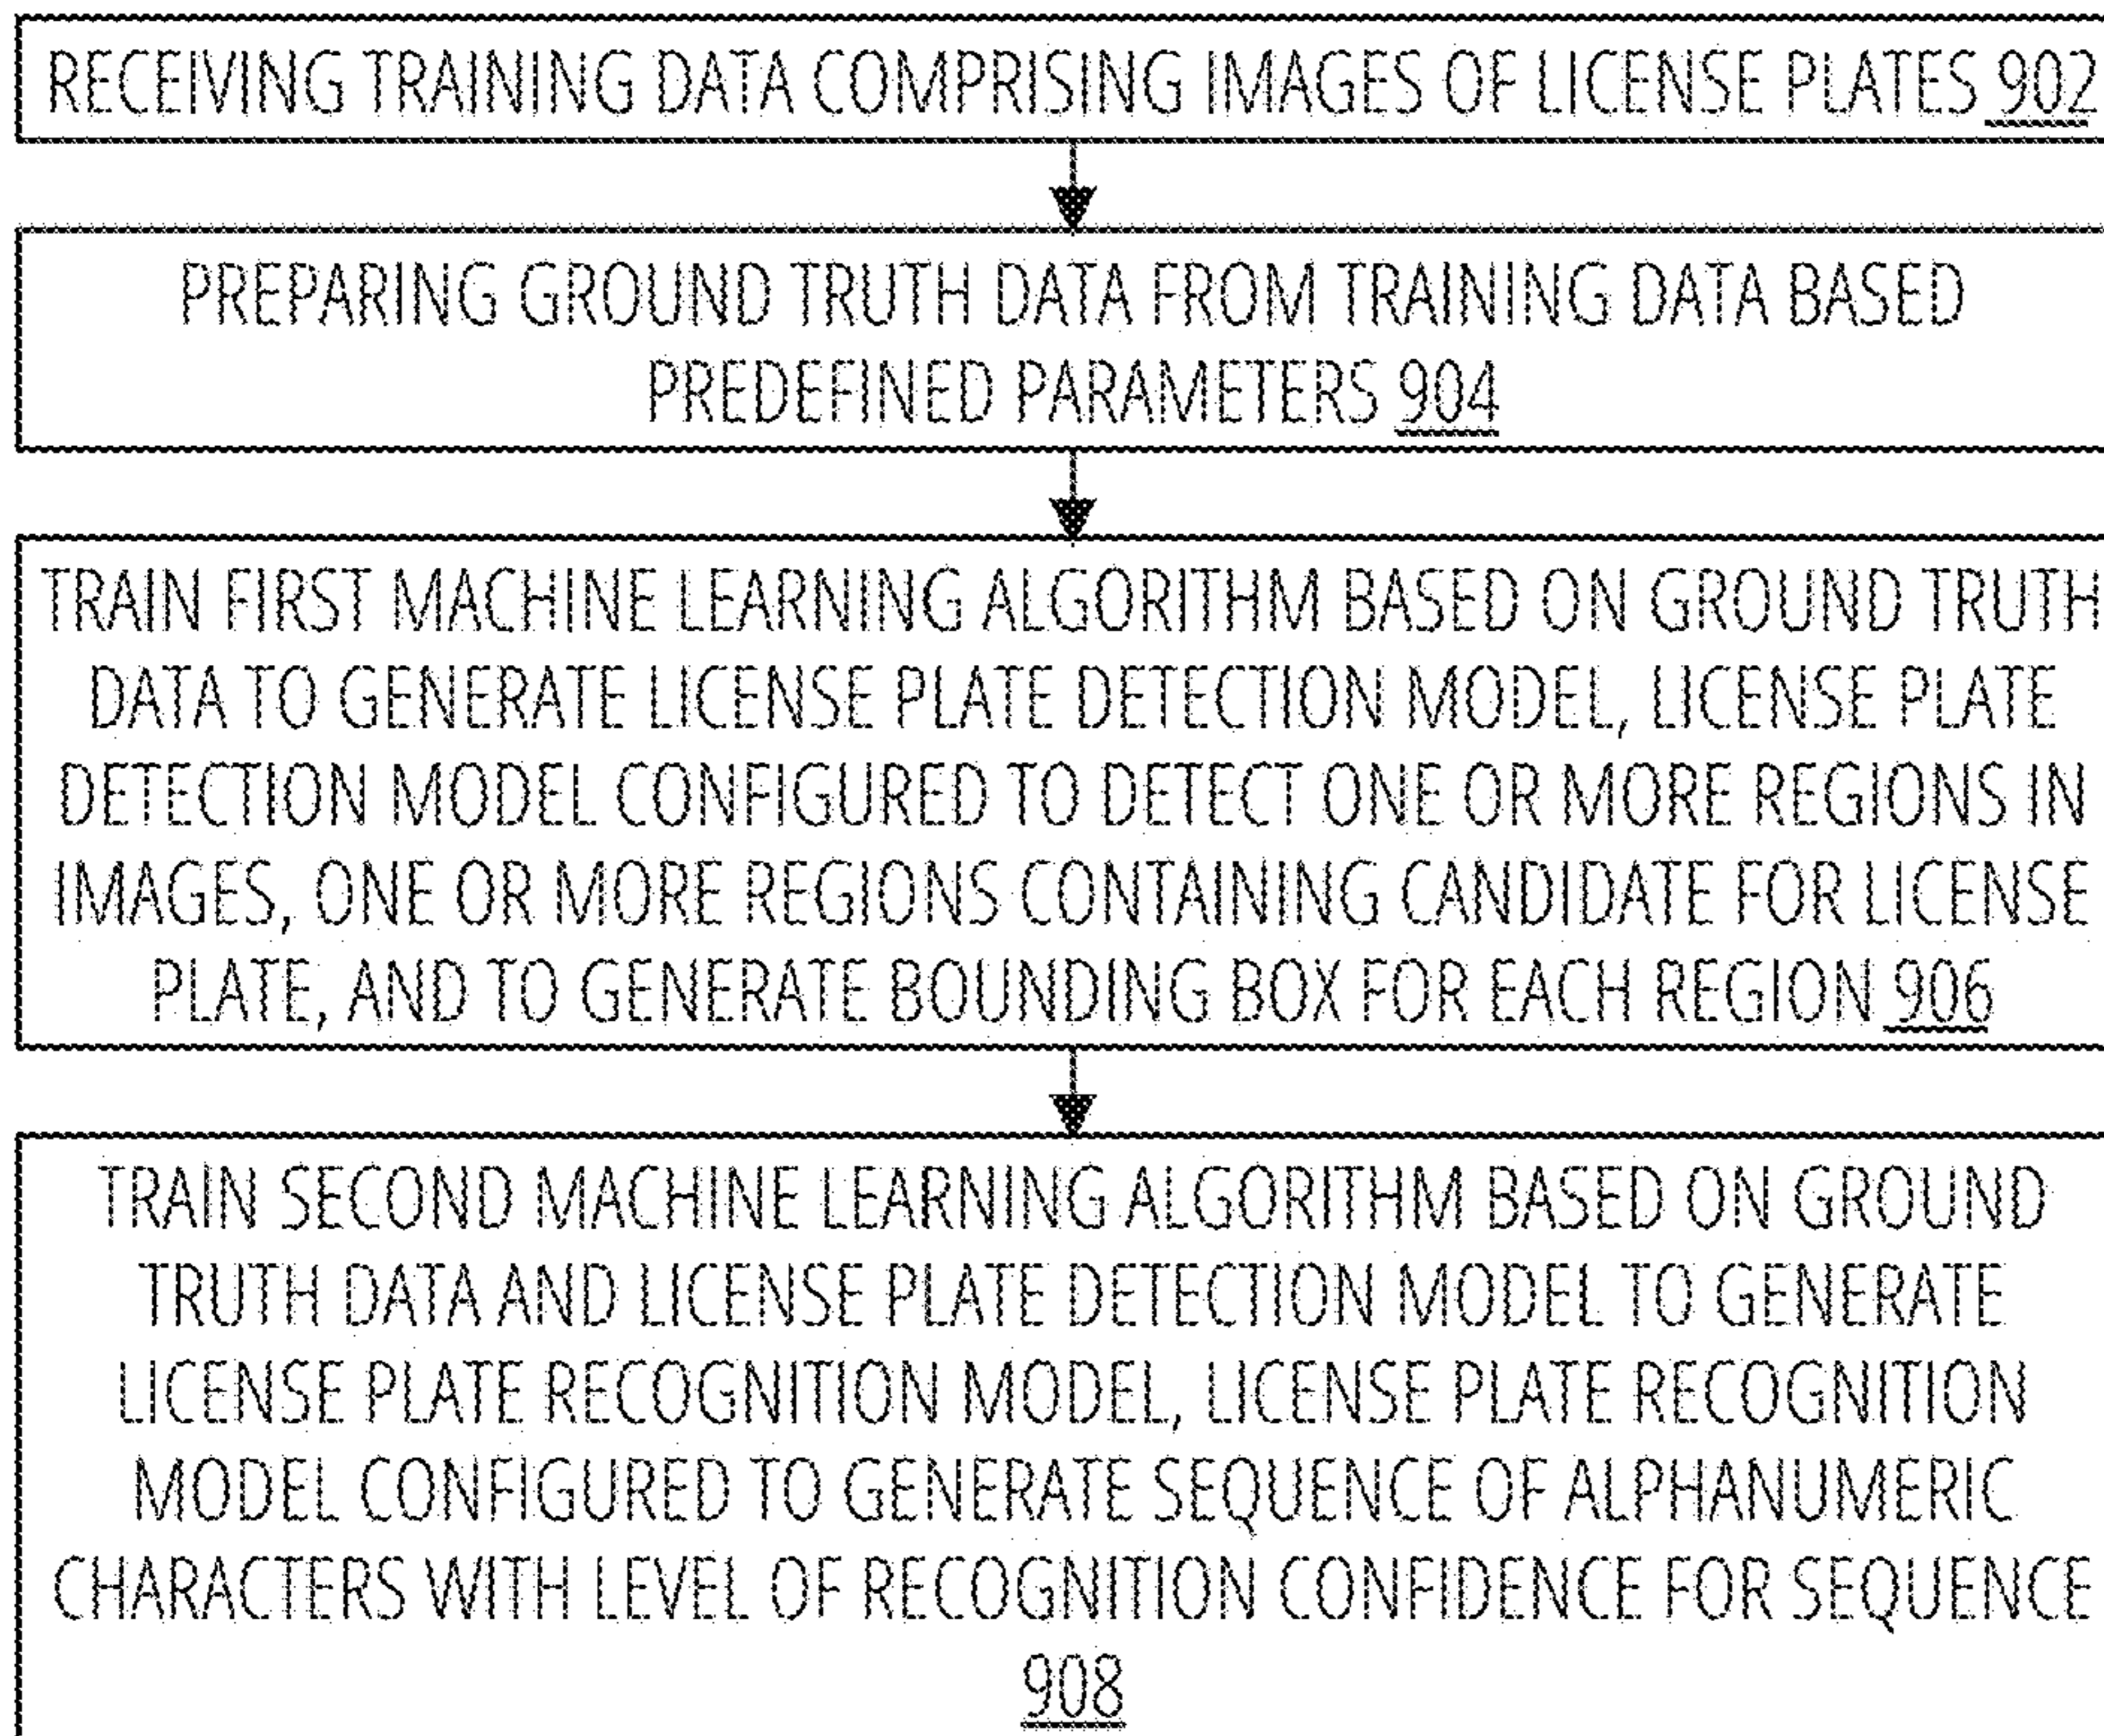 RECEIVING TRAINING DATA COMPRISING IMAGES OF LICENSE PLATES 902
PREPARING GROUND TRUTH DATA FROM TRAINING DATA BASED
PREDEFINED PARAMETERS 904
TRAIN FIRST MACHINE LEARNING ALGORITHM BASED ON GROUND TRUTH
DATA TO GENERATE LICENSE PLATE DETECTION MODEL, LICENSE PLATE
DETECTION MODEL CONFIGURED TO DETECT ONE OR MORE REGIONS IN
IMAGES, ONE OR MORE REGIONS CONTAINING CANDIDATE FOR LICENSE
PLATE, AND TO GENERATE BOUNDING BOX FOR EACH REGION 906
TRAIN SECOND MACHINE LEARNING ALGORITHM BASED ON GROUND
TRUTH DATA AND LICENSE PLATE DETECTION MODEL TO GENERATE
LICENSE PLATE RECOGNITION MODEL, LICENSE PLATE RECOGNITION
MODEL CONFIGURED TO GENERATE SEQUENCE OF ALPHANUMERIC
CHARACTERS WITH LEVEL OF RECOGNITION CONFIDENCE FOR SEQUENCE
908